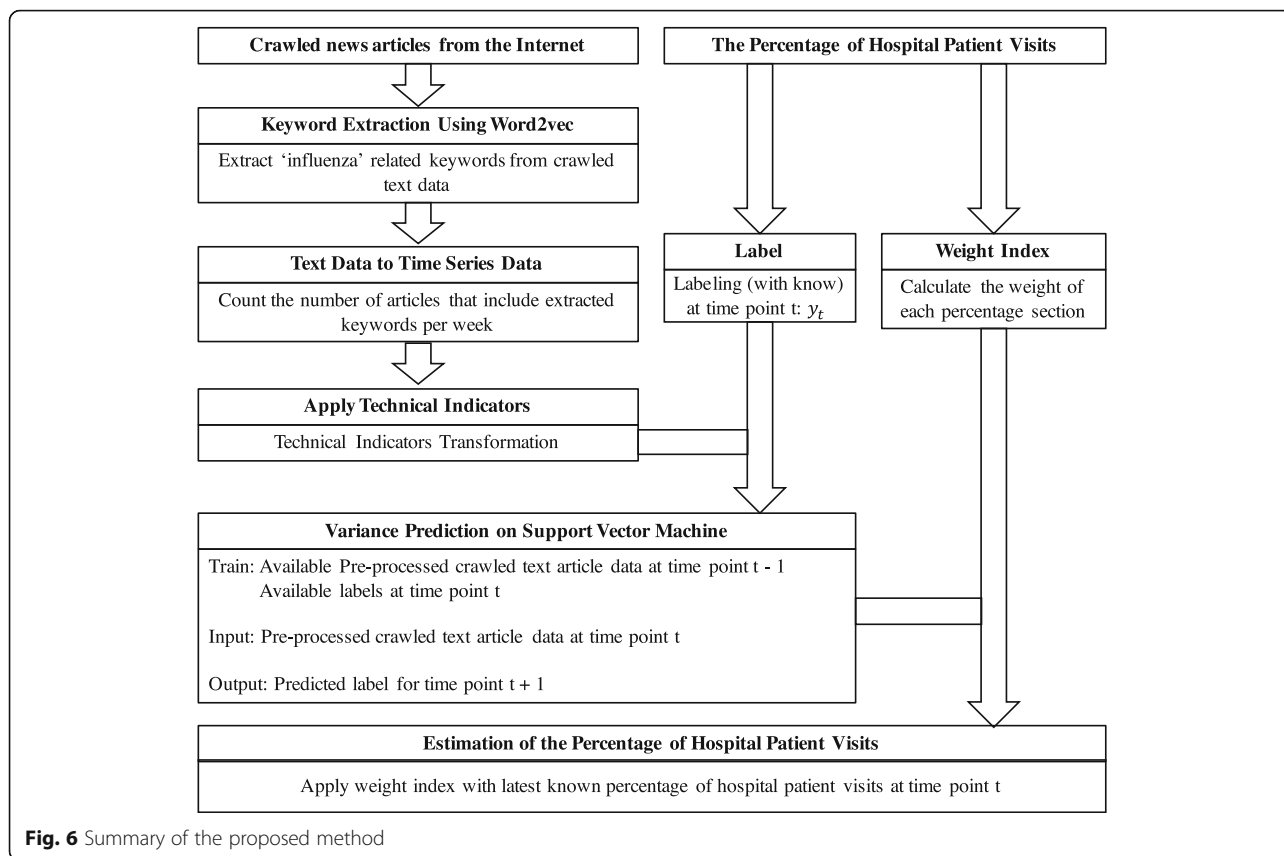 Crawled news articles from the Internet
The Percentage of Hospital Patient Visits
Keyword Extraction Using Word2vec
Extract ‘influenza’ related keywords from crawled
text data
Text Data to Time Series Data
Count the number of articles that include extracted
keywords per week
Label
Labeling (with know)
at time point t: y_t
Weight Index
Calculate the weight of
each percentage section
Apply Technical Indicators
Technical Indicators Transformation
Variance Prediction on Support Vector Machine
Train: Available Pre-processed crawled text article data at time point t - 1
Available labels at time point t
Input: Pre-processed crawled text article data at time point t
Output: Predicted label for time point t + 1
Estimation of the Percentage of Hospital Patient Visits
Apply weight index with latest known percentage of hospital patient visits at time point t
Fig. 6 Summary of the proposed method